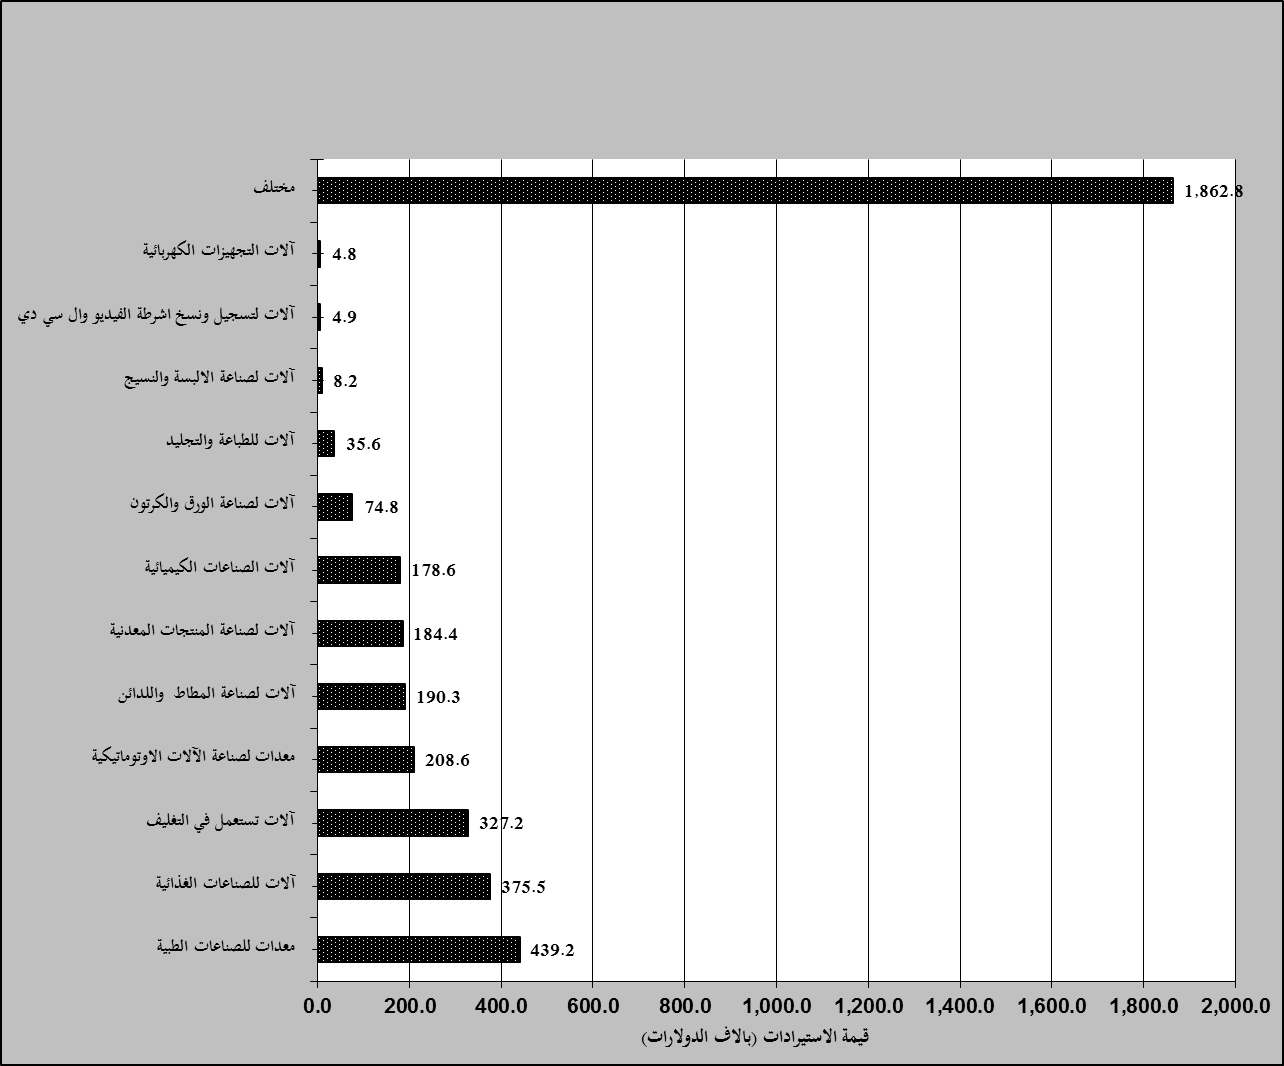 مختلف 1,862.8
آلات التجهيزات الكهربائية 4.8
آلات لتسجيل ونسخ اشرطة الفيديو وال سي دي 4.9
آلات لصناعة الالبسة والنسيج 8.2
آلات للطباعة والتجليد 35.6
آلات لصناعة الورق والكرتون 74.8
آلات الصناعات الكيميائية 178.6
آلات لصناعة المنتجات المعدنية 184.4
آلات لصناعة المطاط واللدائن 190.3
معدات لصناعة الآلات الاوتوماتيكية 208.6
آلات تستعمل في التغليف 327.2
آلات للصناعات الغذائية 375.5
معدات للصناعات الطبية 439.2
0.0 200.0 400.0 600.0 800.0 1,000.0 1,200.0 1,400.0 1,600.0 1,800.0 2,000.0
قيمة الاستيرادات (بالاف الدولارات)